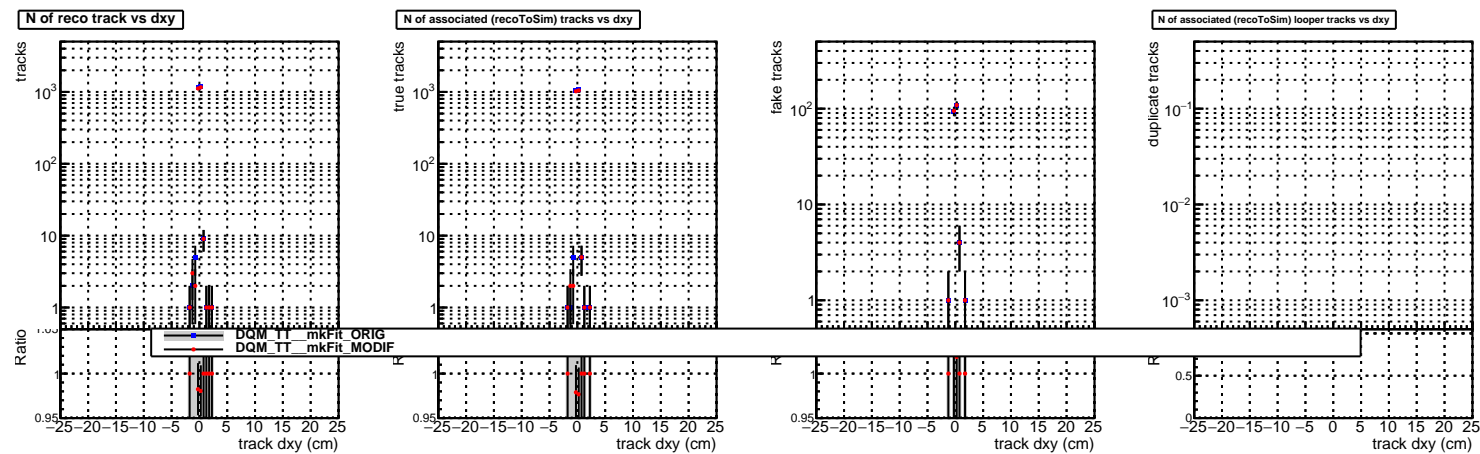 N of reco track vs dxy
N of associated (recoToSim) tracks vs dxy
N of associated (recoToSim) looper tracks vs dxy
tracks
10³
10²
10
1
true tracks
10³
10²
10
1
fake tracks
10²
10
1
duplicate tracks
10⁻¹
10⁻²
10⁻³
DQM_TT__mkFit_ORIG
DQM_TT__mkFit_MODIF
Ratio
1
0.95
1
0.95
1
0.95
0.5
0
−25 −20 −15 −10 −5 0 5 10 15 20 25
track dxy (cm)
−25 −20 −15 −10 −5 0 5 10 15 20 25
track dxy (cm)
−25 −20 −15 −10 −5 0 5 10 15 20 25
track dxy (cm)
−25 −20 −15 −10 −5 0 5 10 15 20 25
track dxy (cm)